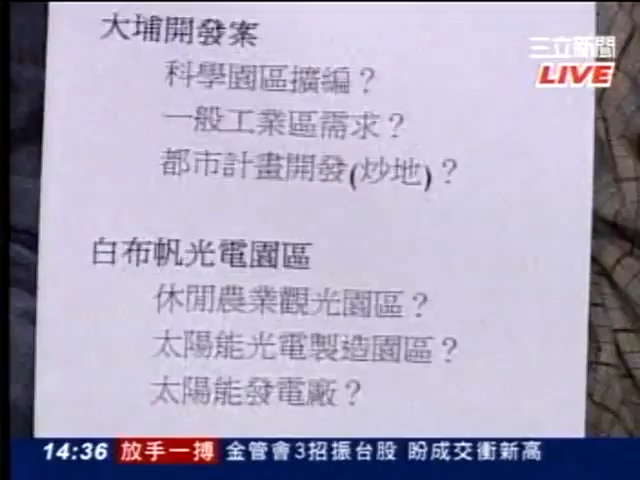 大埔開發案
三立新聞
LIVE
科學園區擴編？
一般工業區需求？
都市計畫開發(炒地)？
白布帆光電園區
休閒農業觀光園區？
太陽能光電製造園區？
太陽能發電廠？
14:36 放手一搏 金管會3招振台股 盼成交衝新高